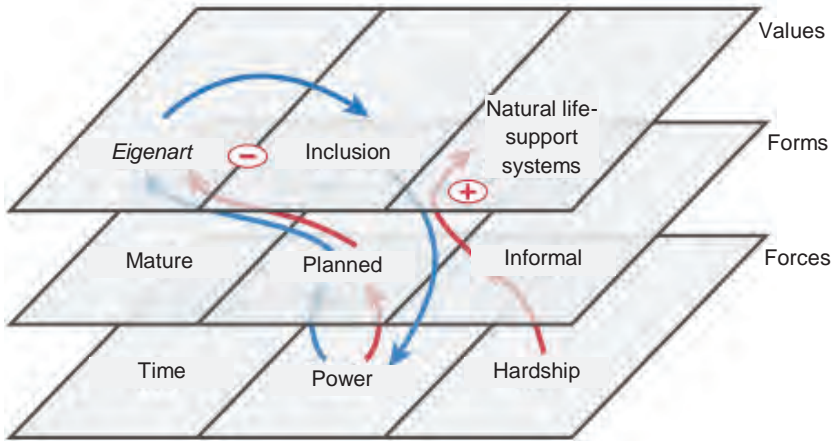 Values
Natural life-
support
systems
Eigenart
−
Inclusion
+
Forms
Mature
Planned
Informal
Forces
Time
Power
Hardship